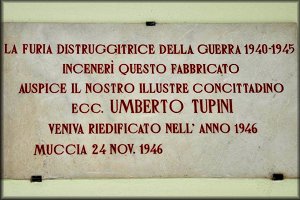 LA FURIA DISTRUGGITRICE DELLA GUERRA 1940-1945
INCENERÌ QUESTO FABBRICATO
AUSPICE IL NOSTRO ILLUSTRE CONCITTADINO
ECC. UMBERTO TUPINI
VENIVA RIEDIFICATO NELL' ANNO 1946
MUCCIA 24 NOV. 1946